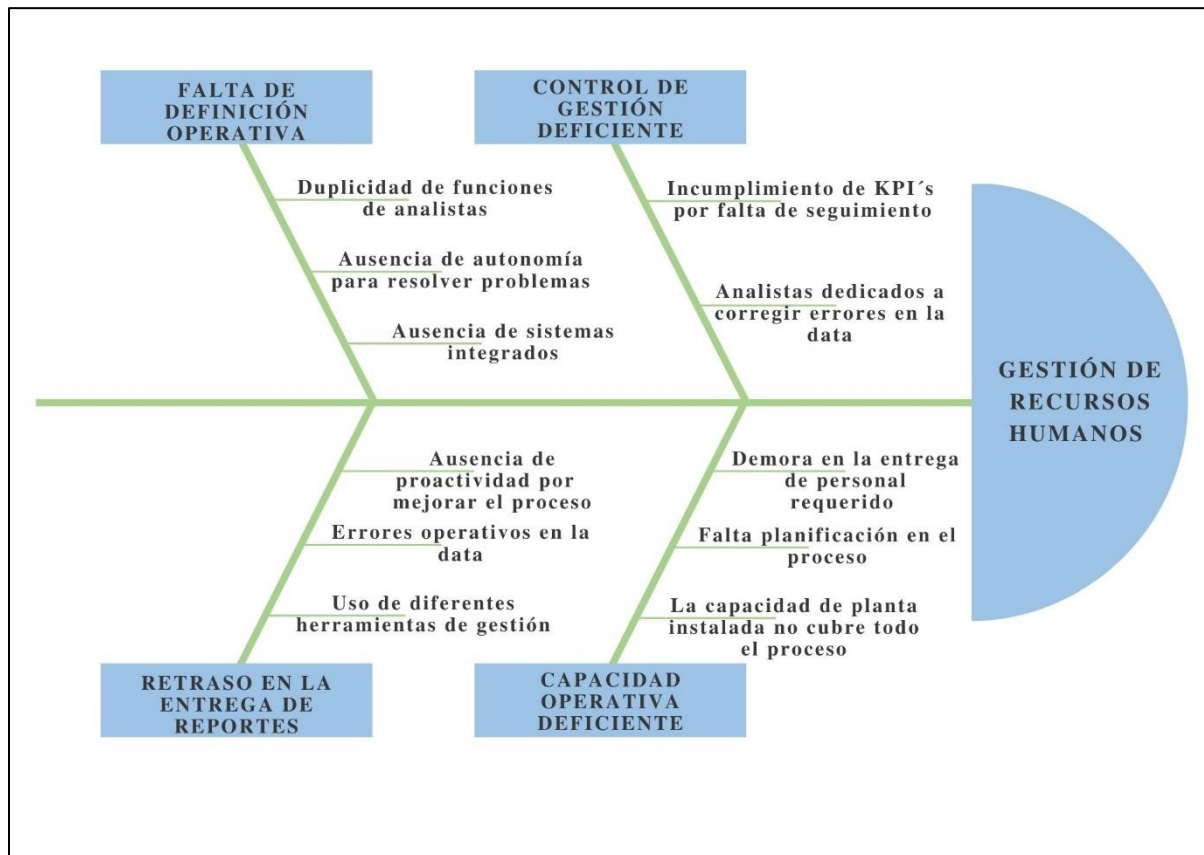 FALTA DE
DEFINICIÓN
OPERATIVA
CONTROL DE
GESTIÓN
DEFICIENTE
Duplicidad de funciones
de analistas
Ausencia de autonomía
para resolver problemas
Ausencia de sistemas
integrados
Incumplimiento de KPI´s
por falta de seguimiento
Analistas dedicados a
corregir errores en la
data
GESTIÓN DE
RECURSOS
HUMANOS
Ausencia de
proactividad por
mejorar el proceso
Errores operativos en la
data
Uso de diferentes
herramientas de gestión
Demora en la entrega
de personal
requerido
Falta planificación en el
proceso
La capacidad de planta
instalada no cubre todo
el proceso
RETRASO EN LA
ENTREGA DE
REPORTES
CAPACIDAD
OPERATIVA
DEFICIENTE